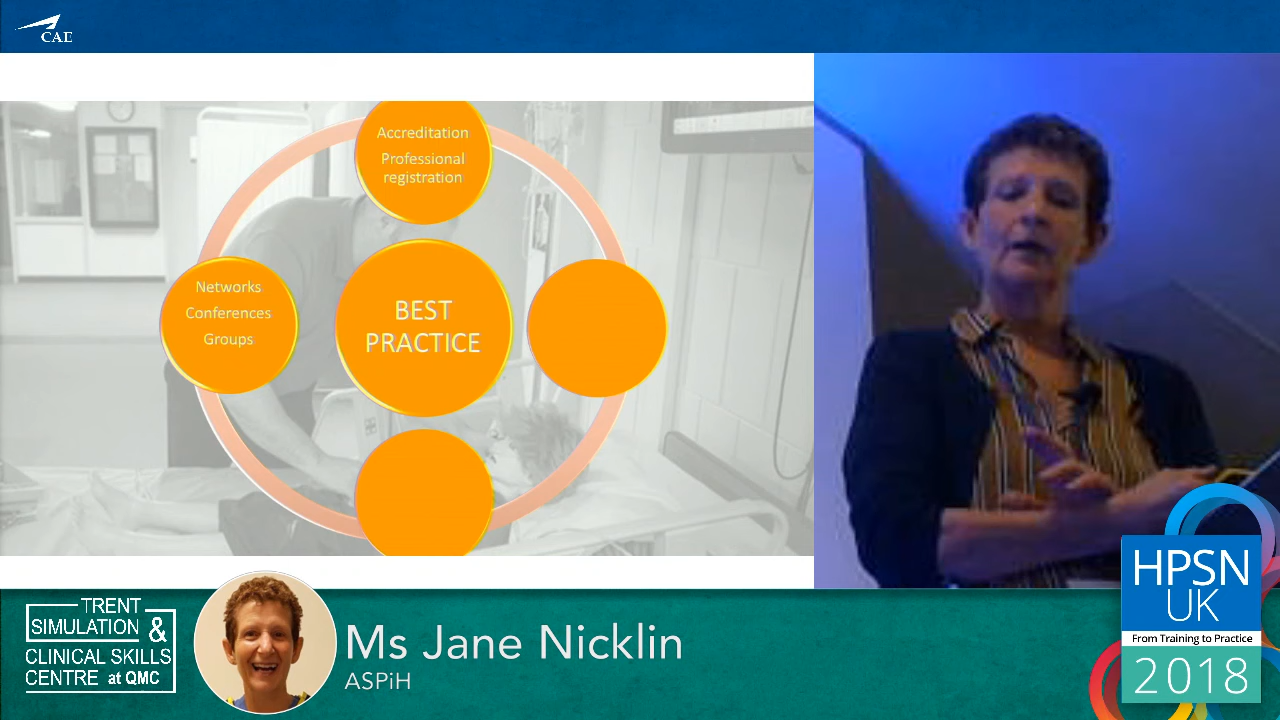 CAE
Accreditation
Professional
registration
Networks
Conferences
Groups
BEST
PRACTICE
TRENT
SIMULATION &
CLINICAL SKILLS
CENTRE at QMC
Ms Jane Nicklin
ASPiH
HPSN
UK
From Training to Practice
2018